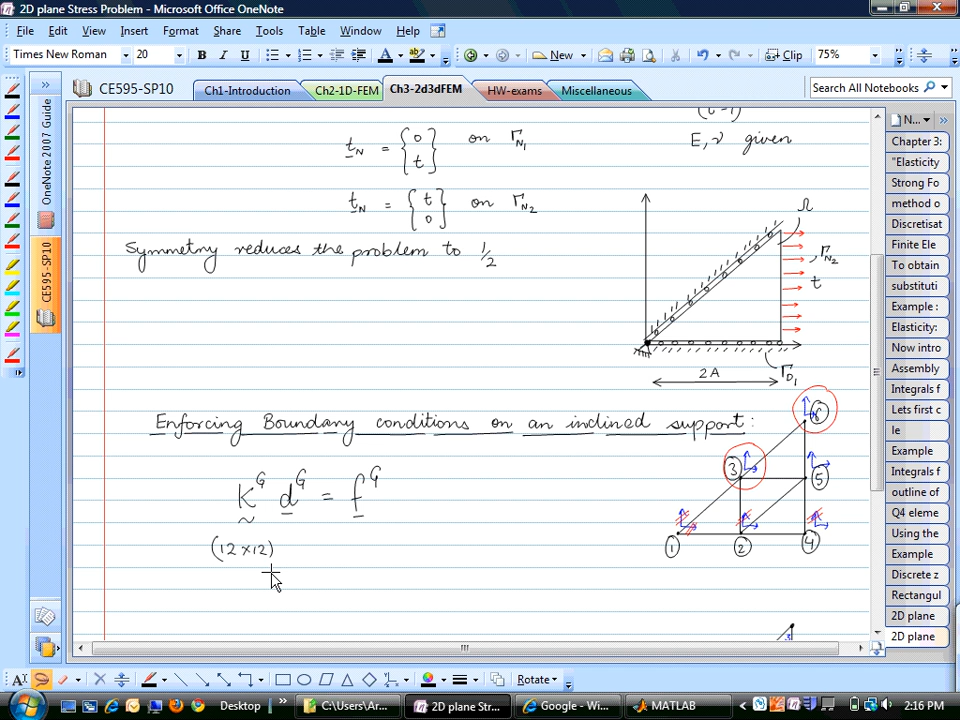 2D plane Stress Problem - Microsoft Office OneNote
File Edit View Insert Format Share Tools Table Window Help
Times New Roman 20 B I U A ab New Clip 75%
CE595-SP10 Ch1-Introduction Ch2-1D-FEM Ch3-2d3dFEM HW-exams Miscellaneous Search All Notebooks
OneNote 2007 Guide
CE595-SP10
N...
Chapter 3:
"Elasticity
Strong Fo
method o
Discretisat
Finite Ele
To obtain
substituti
Example :
Elasticity:
Now intro
Assembly
Integrals f
Lets first c
le
Example
Integrals f
outline of
Q4 eleme
Using the
Example
Discrete z
Rectangul
2D plane
2D plane
t_N = {0 t} on Γ_N1
E, ν given
t_N = {t 0} on Γ_N2
Symmetry reduces the problem to 1/2
Ω
, Γ_N2
t
2A Γ_D1
Enforcing Boundary conditions on an inclined support :
K^G d^G = f^G
(12×12)
6
3 5
1 2 4
A Rotate
Desktop C:\Users\Ar... 2D plane Str... Google - Wi... MATLAB 2:16 PM